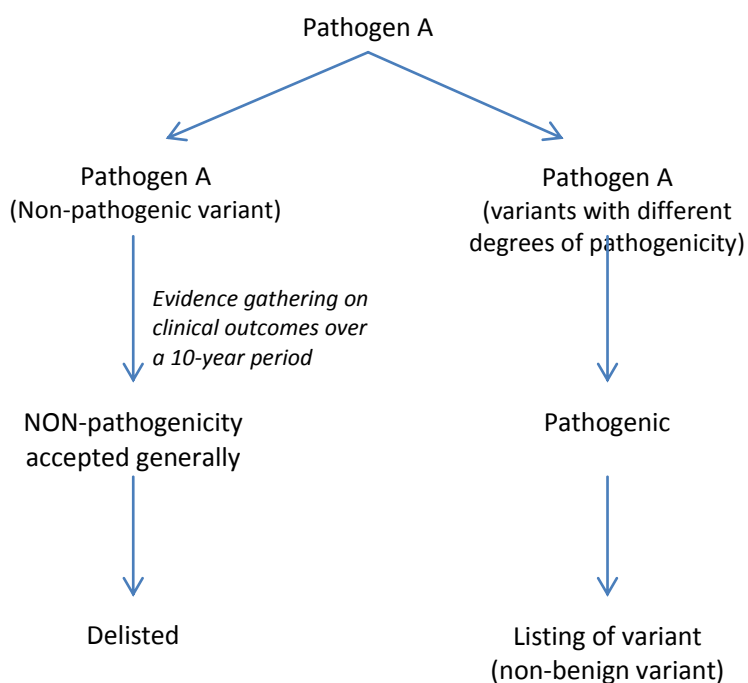 Pathogen A
Pathogen A
(Non-pathogenic variant)
Pathogen A
(variants with different
degrees of pathogenicity)
Evidence gathering on
clinical outcomes over
a 10-year period
NON-pathogenicity
accepted generally
Pathogenic
Delisted
Listing of variant
(non-benign variant)